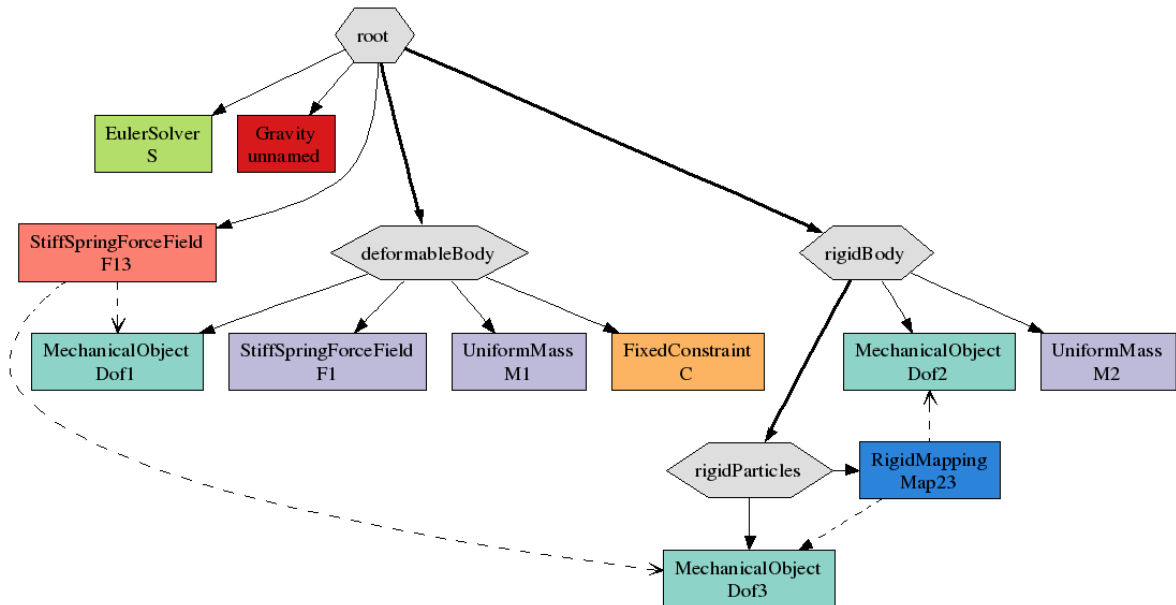 root
EulerSolver
S
Gravity
unnamed
StiffSpringForceField
F13
deformableBody
rigidBody
MechanicalObject
Dof1
StiffSpringForceField
F1
UniformMass
M1
FixedConstraint
C
MechanicalObject
Dof2
UniformMass
M2
rigidParticles
RigidMapping
Map23
MechanicalObject
Dof3